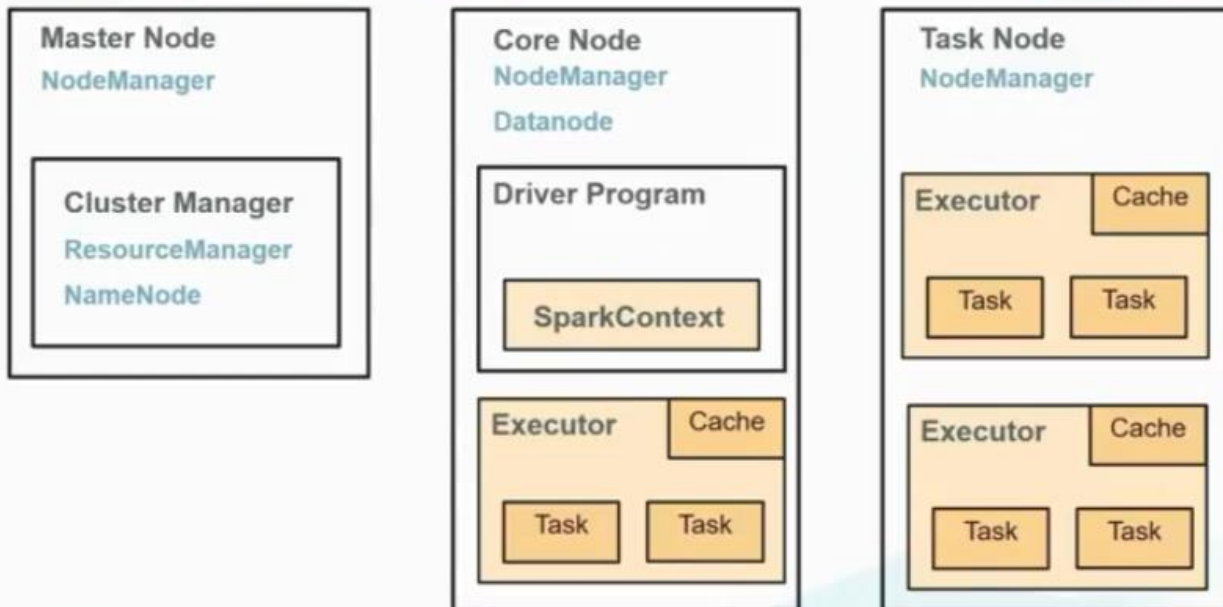 Master Node
NodeManager
Cluster Manager
ResourceManager
NameNode
Core Node
NodeManager
Datanode
Driver Program
SparkContext
Executor
Cache
Task
Task
Task Node
NodeManager
Executor
Cache
Task
Task
Executor
Cache
Task
Task